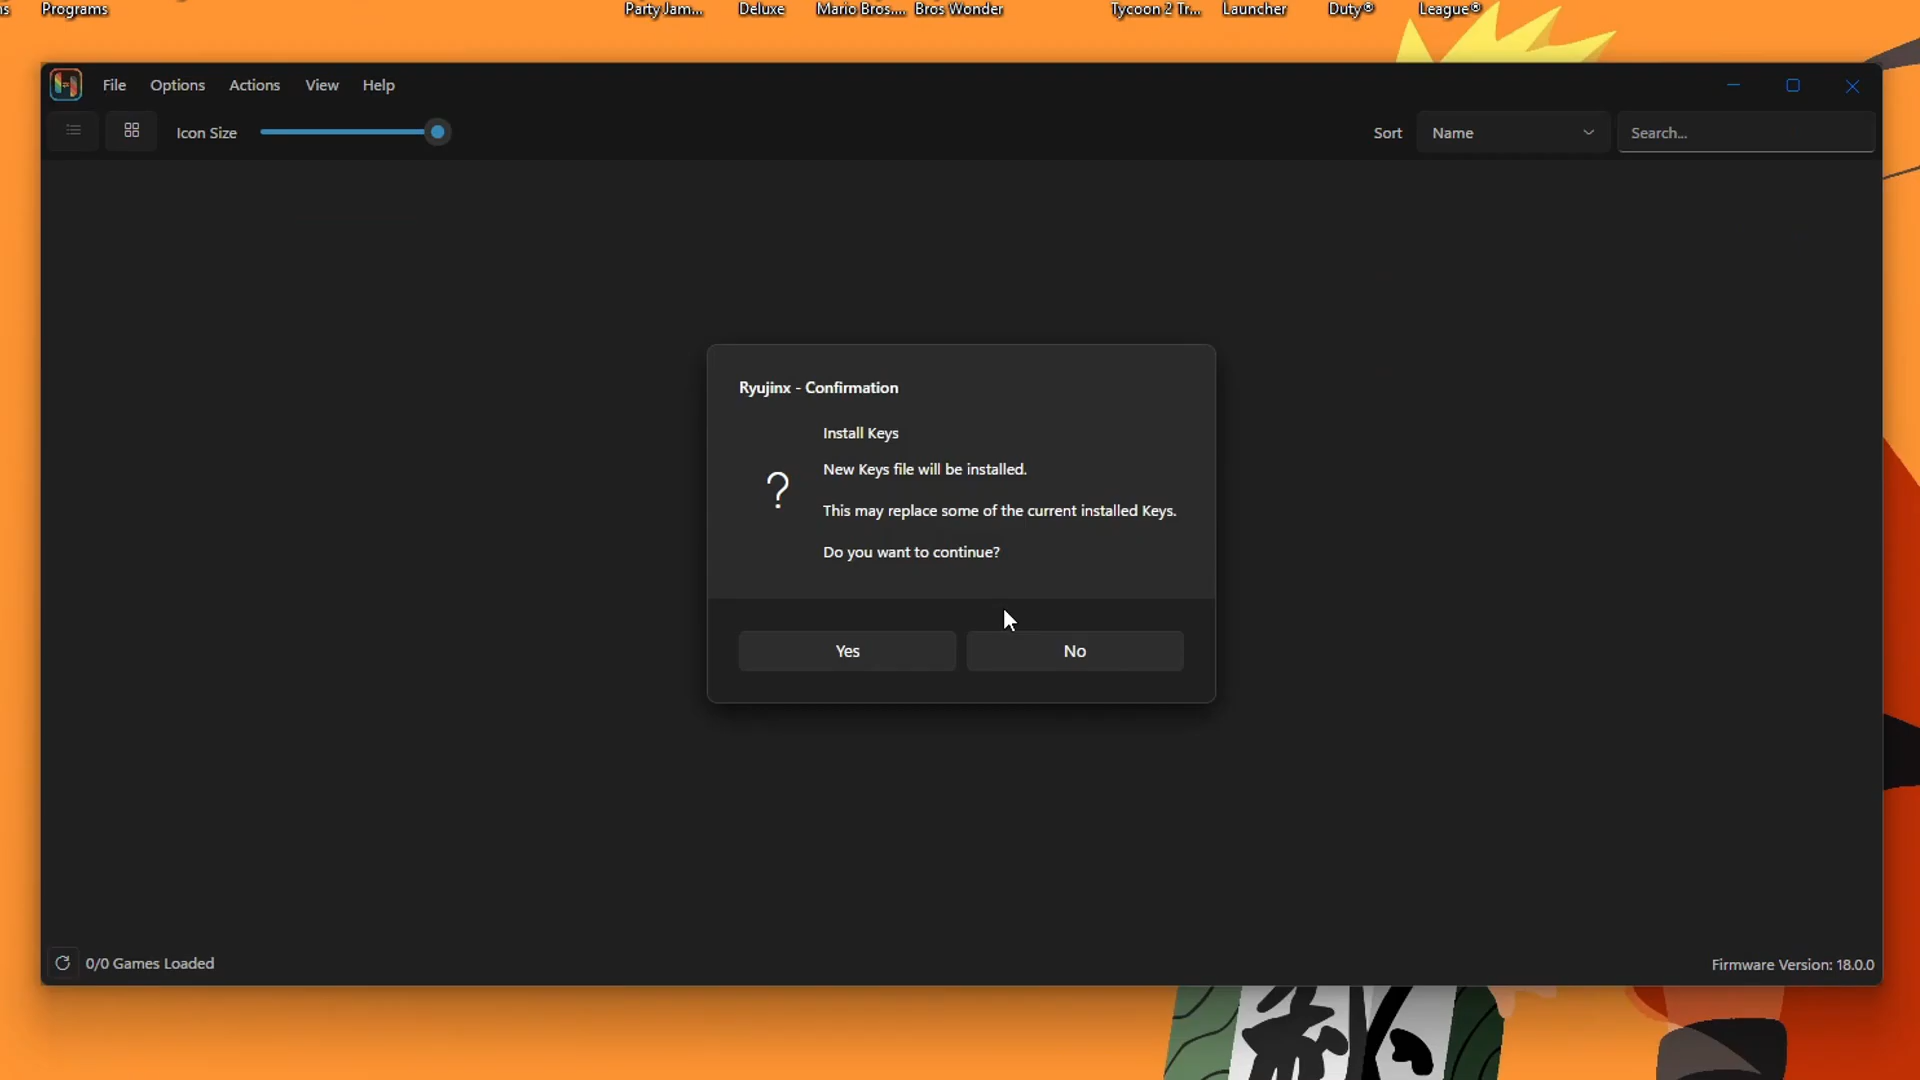 Programs
Party Jam...
Deluxe
Mario Bros....
Bros Wonder
Tycoon 2 Tr...
Launcher
Duty®
League®
File
Options
Actions
View
Help
Icon Size
Sort
Name
Search...
Ryujinx - Confirmation
Install Keys
New Keys file will be installed.
?
This may replace some of the current installed Keys.
Do you want to continue?
Yes
No
0/0 Games Loaded
Firmware Version: 18.0.0